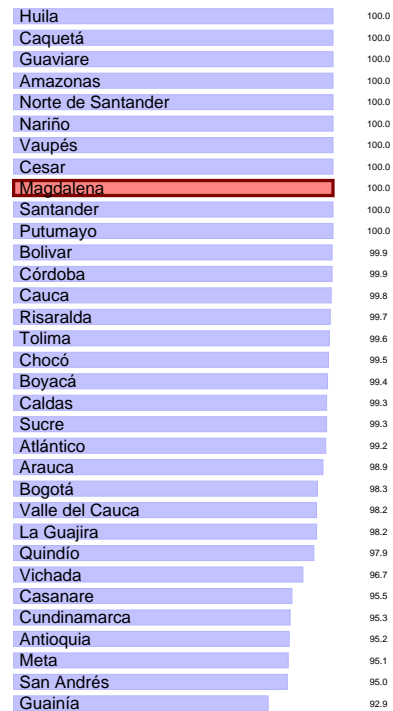 Huila 100.0
Caquetá 100.0
Guaviare 100.0
Amazonas 100.0
Norte de Santander 100.0
Nariño 100.0
Vaupés 100.0
Cesar 100.0
Magdalena 100.0
Santander 100.0
Putumayo 100.0
Bolivar 99.9
Córdoba 99.9
Cauca 99.8
Risaralda 99.7
Tolima 99.6
Chocó 99.5
Boyacá 99.4
Caldas 99.3
Sucre 99.3
Atlántico 99.2
Arauca 98.9
Bogotá 98.3
Valle del Cauca 98.2
La Guajira 98.2
Quindío 97.9
Vichada 96.7
Casanare 95.5
Cundinamarca 95.3
Antioquia 95.2
Meta 95.1
San Andrés 95.0
Guainía 92.9